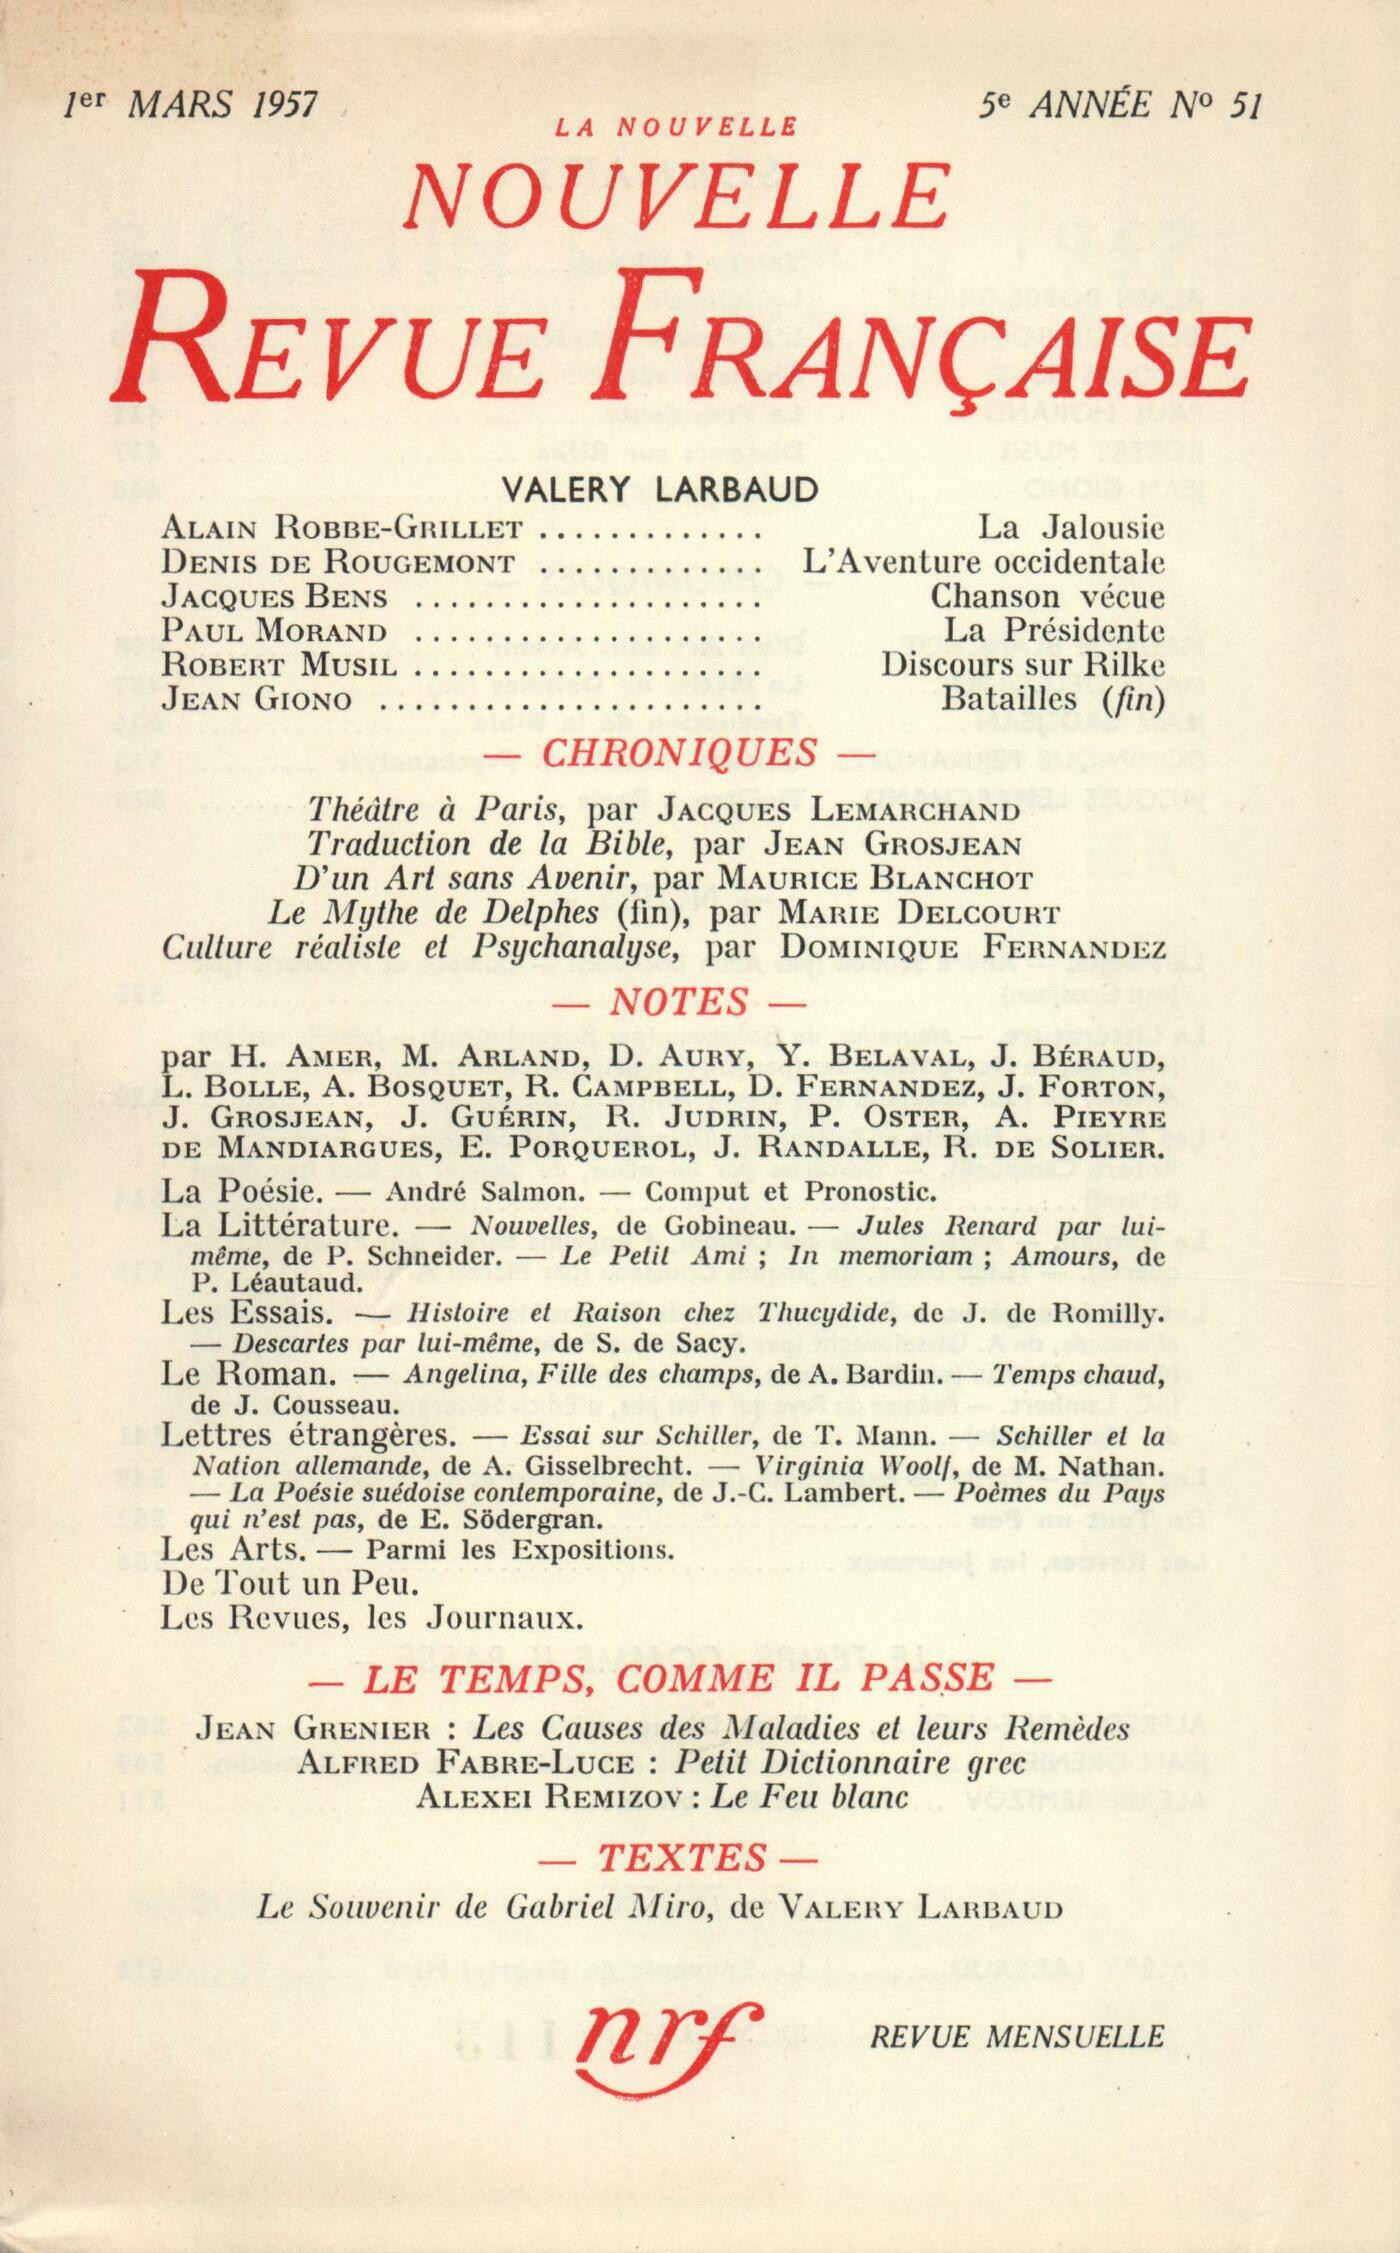 1er MARS 1957
5e ANNÉE No 51
LA NOUVELLE
NOUVELLE
REVUE FRANÇAISE
VALERY LARBAUD
ALAIN ROBBE-GRILLET ............. La Jalousie
DENIS DE ROUGEMONT ............. L'Aventure occidentale
JACQUES BENS .................... Chanson vécue
PAUL MORAND .................... La Présidente
ROBERT MUSIL .................... Discours sur Rilke
JEAN GIONO ...................... Batailles (fin)
— CHRONIQUES —
Théâtre à Paris, par JACQUES LEMARCHAND
Traduction de la Bible, par JEAN GROSJEAN
D'un Art sans Avenir, par MAURICE BLANCHOT
Le Mythe de Delphes (fin), par MARIE DELCOURT
Culture réaliste et Psychanalyse, par DOMINIQUE FERNANDEZ
— NOTES —
par H. AMER, M. ARLAND, D. AURY, Y. BELAVAL, J. BÉRAUD,
L. BOLLE, A. BOSQUET, R. CAMPBELL, D. FERNANDEZ, J. FORTON,
J. GROSJEAN, J. GUÉRIN, R. JUDRIN, P. OSTER, A. PIEYRE
DE MANDIARGUES, E. PORQUEROL, J. RANDALLE, R. DE SOLIER.
La Poésie. — André Salmon. — Comput et Pronostic.
La Littérature. — Nouvelles, de Gobineau. — Jules Renard par lui-
même, de P. Schneider. — Le Petit Ami ; In memoriam ; Amours, de
P. Léautaud.
Les Essais. — Histoire et Raison chez Thucydide, de J. de Romilly.
— Descartes par lui-même, de S. de Sacy.
Le Roman. — Angelina, Fille des champs, de A. Bardin. — Temps chaud,
de J. Cousseau.
Lettres étrangères. — Essai sur Schiller, de T. Mann. — Schiller et la
Nation allemande, de A. Gisselbrecht. — Virginia Woolf, de M. Nathan.
— La Poésie suédoise contemporaine, de J.-C. Lambert. — Poèmes du Pays
qui n'est pas, de E. Södergran.
Les Arts. — Parmi les Expositions.
De Tout un Peu.
Les Revues, les Journaux.
— LE TEMPS, COMME IL PASSE —
JEAN GRENIER : Les Causes des Maladies et leurs Remèdes
ALFRED FABRE-LUCE : Petit Dictionnaire grec
ALEXEI REMIZOV : Le Feu blanc
— TEXTES —
Le Souvenir de Gabriel Miro, de VALERY LARBAUD
nrf
REVUE MENSUELLE